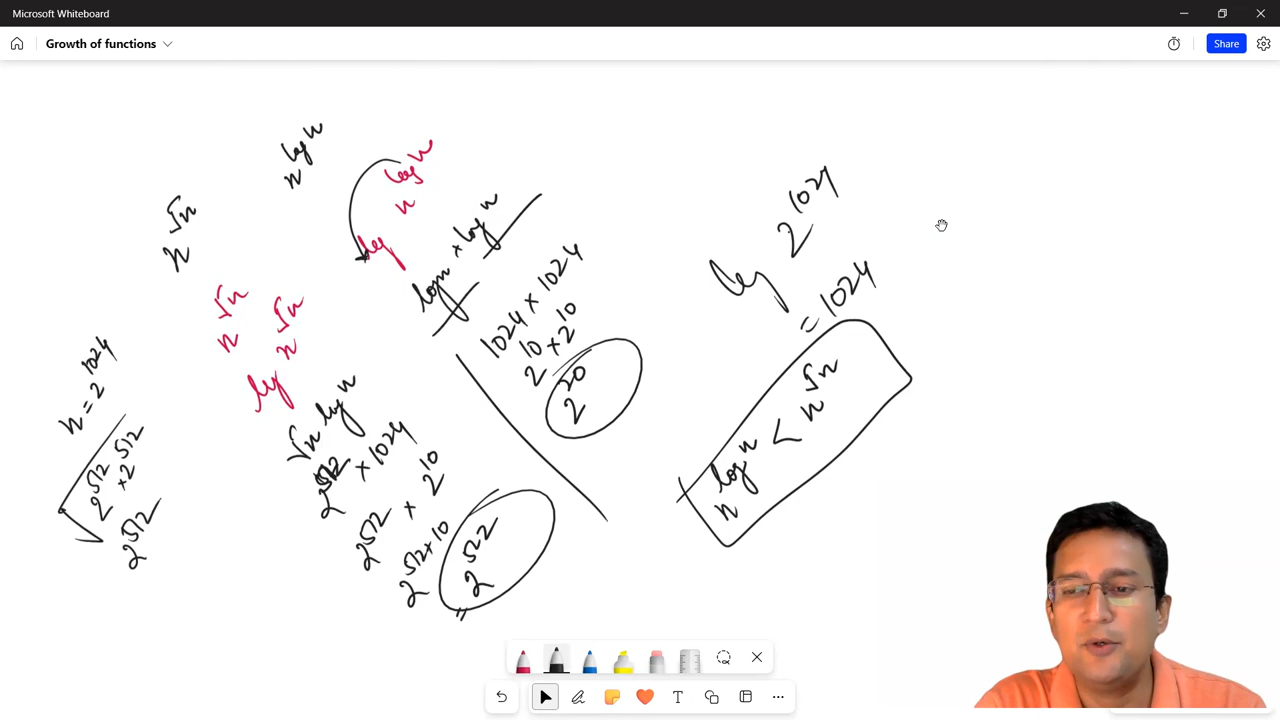 Microsoft Whiteboard
Growth of functions
Share
n^√n
n^log n
n^√n
log n^√n
√n log n
2^512 × 1024
2^512 × 2^10
2^512+10
= 2^522
n = 2^1024
√2^512 × 2^512
2^512
log n^log n
log n × log n
1024 × 1024
2^10 × 2^10
2^20
log 2^1024
= 1024
n^log n < n^√n